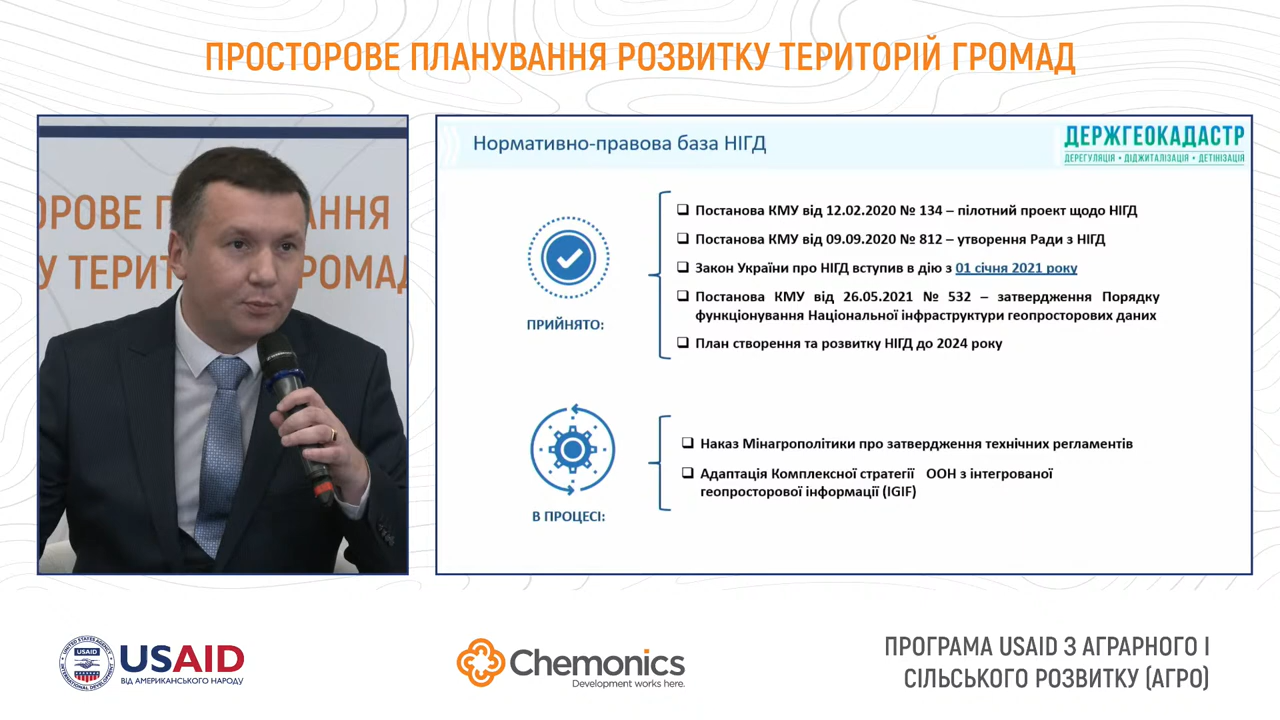 ПРОСТОРОВЕ ПЛАНУВАННЯ РОЗВИТКУ ТЕРИТОРІЙ ГРОМАД
Нормативно-правова база НІГД
ДЕРЖГЕОКАДАСТР
ДЕРЕГУЛЯЦІЯ • ДІДЖИТАЛІЗАЦІЯ • ДЕТІНІЗАЦІЯ
ПРИЙНЯТО:
Постанова КМУ від 12.02.2020 № 134 – пілотний проект щодо НІГД
Постанова КМУ від 09.09.2020 № 812 – утворення Ради з НІГД
Закон України про НІГД вступив в дію з 01 січня 2021 року
Постанова КМУ від 26.05.2021 № 532 – затвердження Порядку
функціонування Національної інфраструктури геопросторових даних
План створення та розвитку НІГД до 2024 року
В ПРОЦЕСІ:
Наказ Мінагрополітики про затвердження технічних регламентів
Адаптація Комплексної стратегії ООН з інтегрованої
геопросторової інформації (IGIF)
USAID
ВІД АМЕРИКАНСЬКОГО НАРОДУ
Chemonics
Development works here.
ПРОГРАМА USAID З АГРАРНОГО І
СІЛЬСЬКОГО РОЗВИТКУ (АГРО)